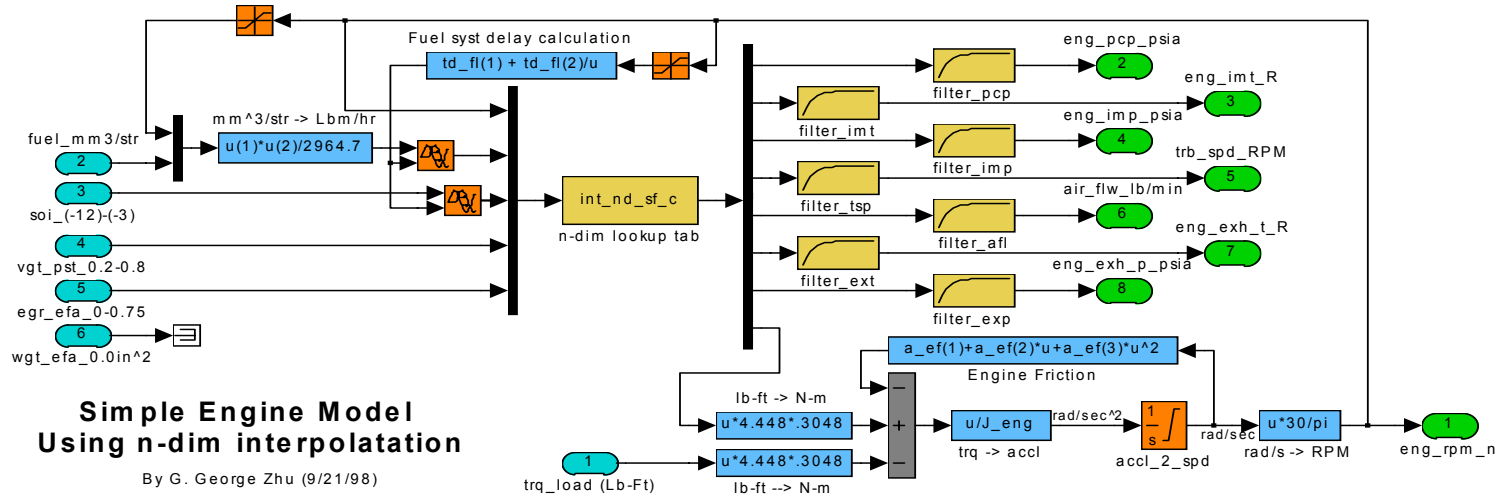 Fuel syst delay calculation
td_fl(1) + td_fl(2)/u
eng_pcp_psia
2
filter_pcp
eng_imt_R
3
filter_imt
eng_imp_psia
4
filter_imp
trb_spd_RPM
5
filter_tsp
air_flw_lb/min
6
filter_afl
eng_exh_t_R
7
filter_ext
eng_exh_p_psia
8
filter_exp
mm^3/str -> Lbm/hr
u(1)*u(2)/2964.7
fuel_mm3/str
2
3
soi_(-12)-(-3)
4
vgt_pst_0.2-0.8
5
egr_efa_0-0.75
6
wgt_efa_0.0in^2
int_nd_sf_c
n-dim lookup tab
a_ef(1)+a_ef(2)*u+a_ef(3)*u^2
Engine Friction
lb-ft -> N-m
u*4.448*.3048
u*4.448*.3048
lb-ft --> N-m
1
trq_load (Lb-Ft)
−
+
−
u/J_eng
trq -> accl
rad/sec^2
1
s
accl_2_spd
rad/sec
u*30/pi
rad/s -> RPM
1
eng_rpm_n
Simple Engine Model
Using n-dim interpolatation
By G. George Zhu (9/21/98)